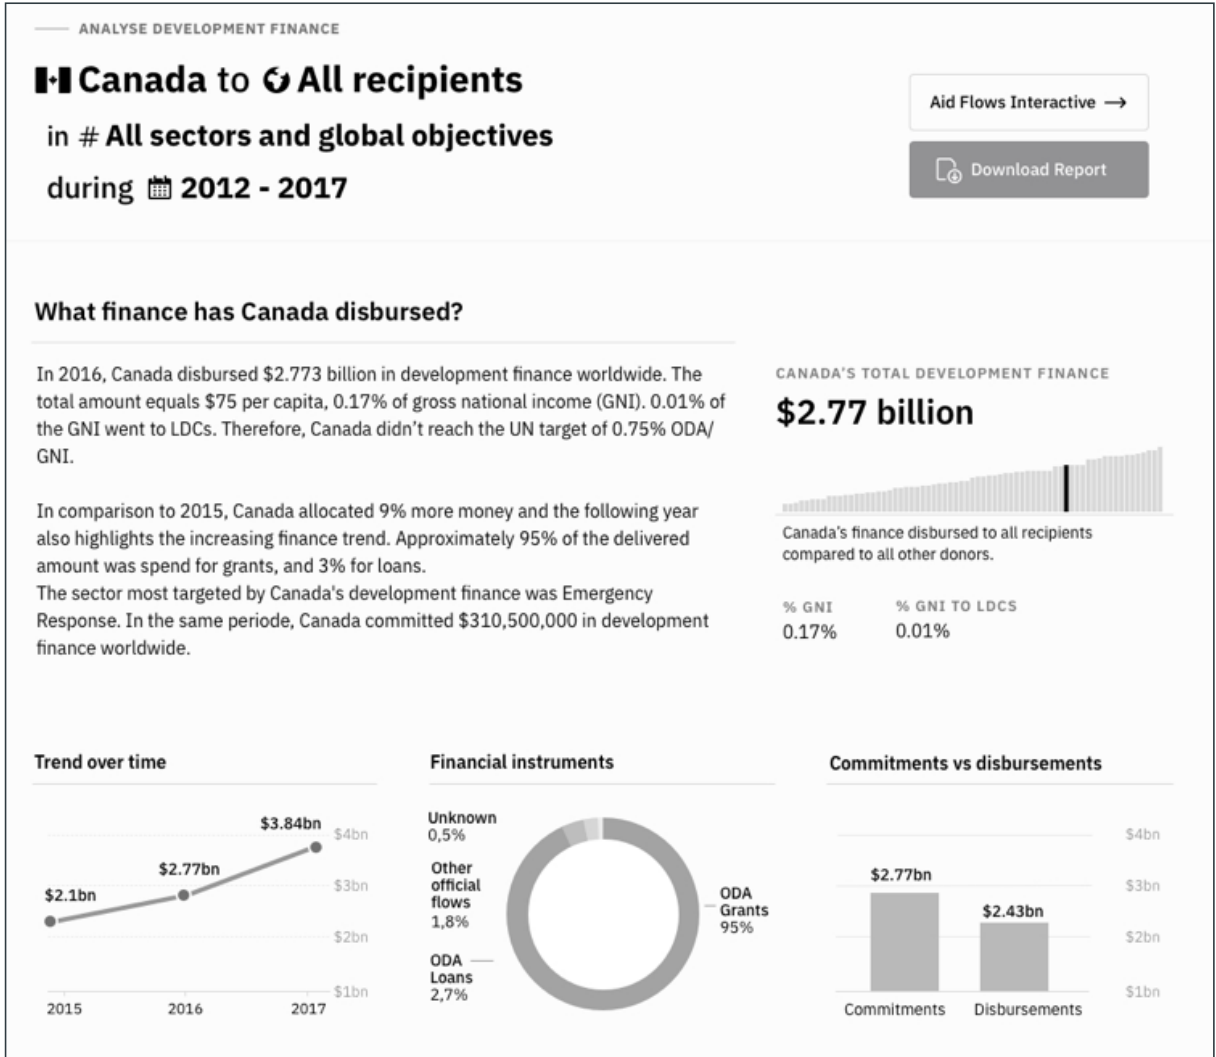 ANALYSE DEVELOPMENT FINANCE
Canada to All recipients
in # All sectors and global objectives
during 2012 - 2017
Aid Flows Interactive →
Download Report
What finance has Canada disbursed?
In 2016, Canada disbursed $2.773 billion in development finance worldwide. The
total amount equals $75 per capita, 0.17% of gross national income (GNI). 0.01% of
the GNI went to LDCs. Therefore, Canada didn't reach the UN target of 0.75% ODA/
GNI.
In comparison to 2015, Canada allocated 9% more money and the following year
also highlights the increasing finance trend. Approximately 95% of the delivered
amount was spend for grants, and 3% for loans.
The sector most targeted by Canada's development finance was Emergency
Response. In the same periode, Canada committed $310,500,000 in development
finance worldwide.
CANADA'S TOTAL DEVELOPMENT FINANCE
$2.77 billion
Canada's finance disbursed to all recipients
compared to all other donors.
% GNI
0.17%
% GNI TO LDCS
0.01%
Trend over time
$3.84bn
$2.77bn
$2.1bn
$4bn
$3bn
$2bn
$1bn
2015
2016
2017
Financial instruments
Unknown
0,5%
Other
official
flows
1,8%
ODA
Loans
2,7%
ODA
Grants
95%
Commitments vs disbursements
$2.77bn
$2.43bn
$4bn
$3bn
$2bn
$1bn
Commitments
Disbursements